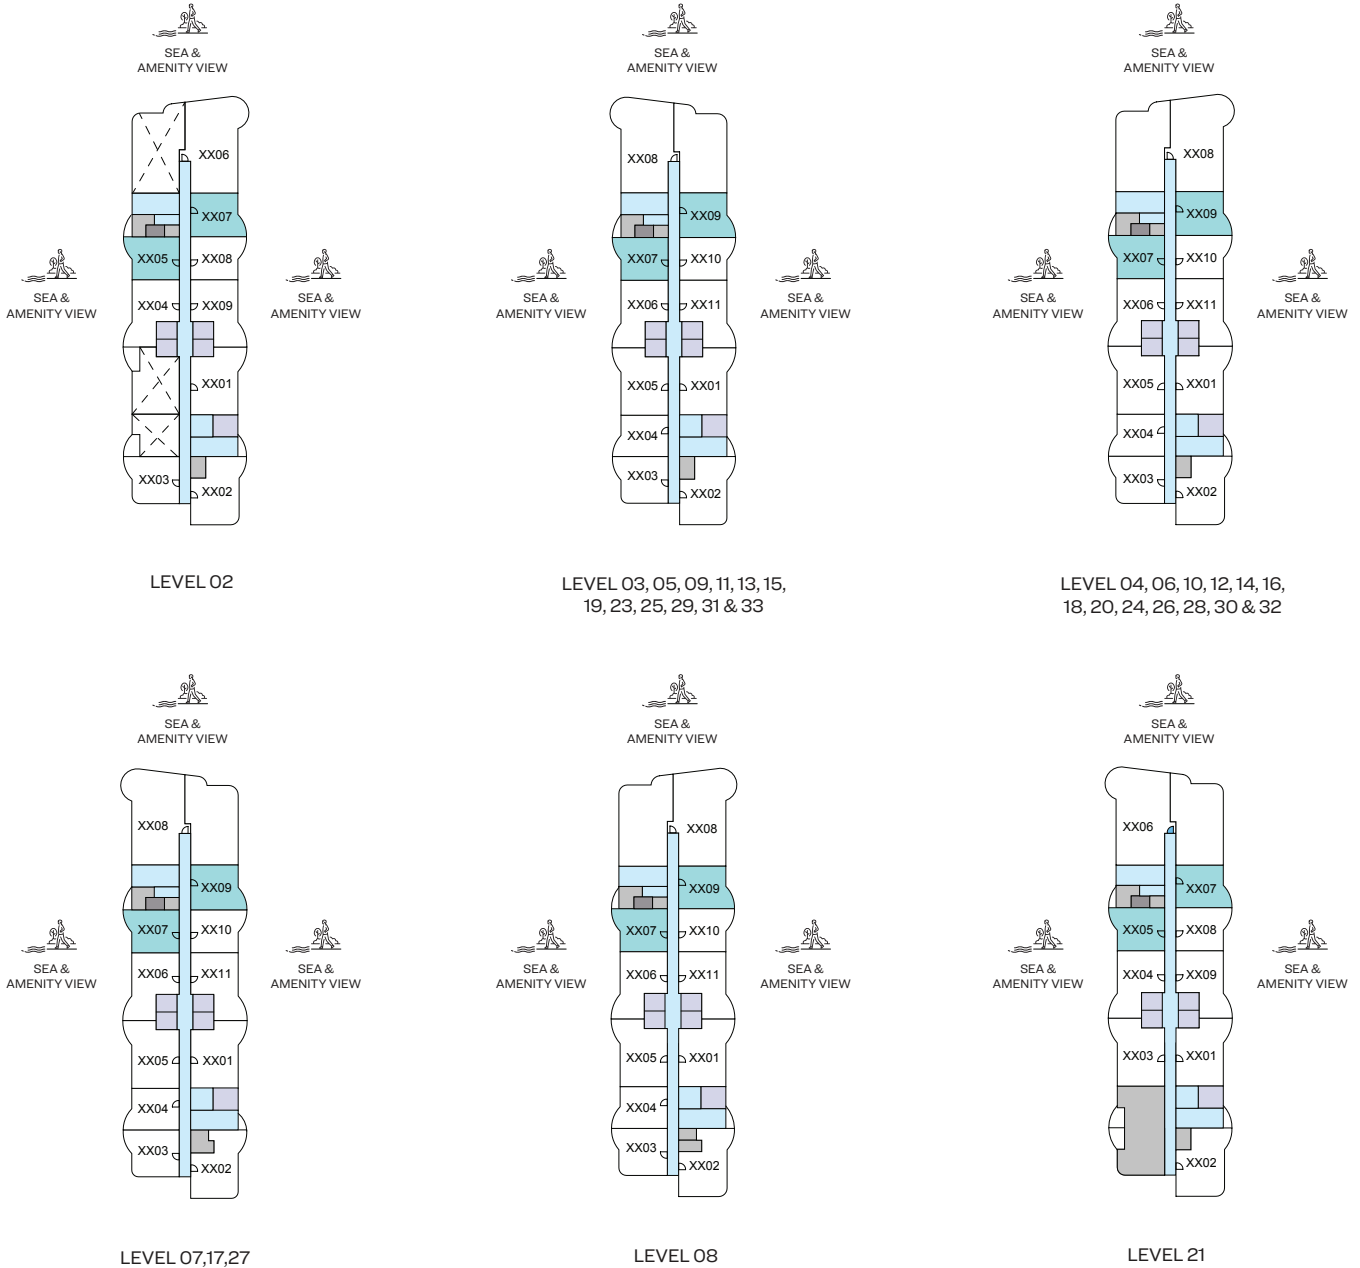 SEA &
AMENITY VIEW
XX06
XX07
XX05
XX08
XX04
XX09
SEA &
AMENITY VIEW
SEA &
AMENITY VIEW
XX01
XX03
XX02
LEVEL 02
SEA &
AMENITY VIEW
XX08
XX09
XX07
XX10
XX06
XX11
SEA &
AMENITY VIEW
SEA &
AMENITY VIEW
XX05
XX01
XX04
XX03
XX02
LEVEL 03, 05, 09, 11, 13, 15,
19, 23, 25, 29, 31 & 33
SEA &
AMENITY VIEW
XX08
XX09
XX07
XX10
XX06
XX11
SEA &
AMENITY VIEW
SEA &
AMENITY VIEW
XX05
XX01
XX04
XX03
XX02
LEVEL 04, 06, 10, 12, 14, 16,
18, 20, 24, 26, 28, 30 & 32
SEA &
AMENITY VIEW
XX08
XX09
XX07
XX10
XX06
XX11
SEA &
AMENITY VIEW
SEA &
AMENITY VIEW
XX05
XX01
XX04
XX03
XX02
LEVEL 07,17,27
SEA &
AMENITY VIEW
XX08
XX09
XX07
XX10
XX06
XX11
SEA &
AMENITY VIEW
SEA &
AMENITY VIEW
XX05
XX01
XX04
XX03
XX02
LEVEL 08
SEA &
AMENITY VIEW
XX06
XX07
XX05
XX08
XX04
XX09
SEA &
AMENITY VIEW
SEA &
AMENITY VIEW
XX03
XX01
XX02
LEVEL 21